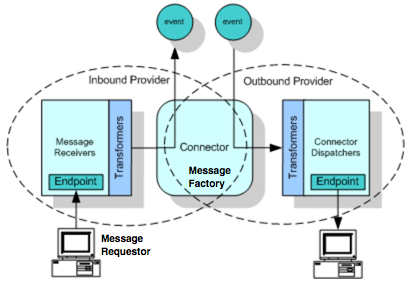 event
event
Inbound Provider
Outbound Provider
Message
Receivers
Endpoint
Transformers
Connector
Message
Factory
Transformers
Connector
Dispatchers
Endpoint
Message
Requestor